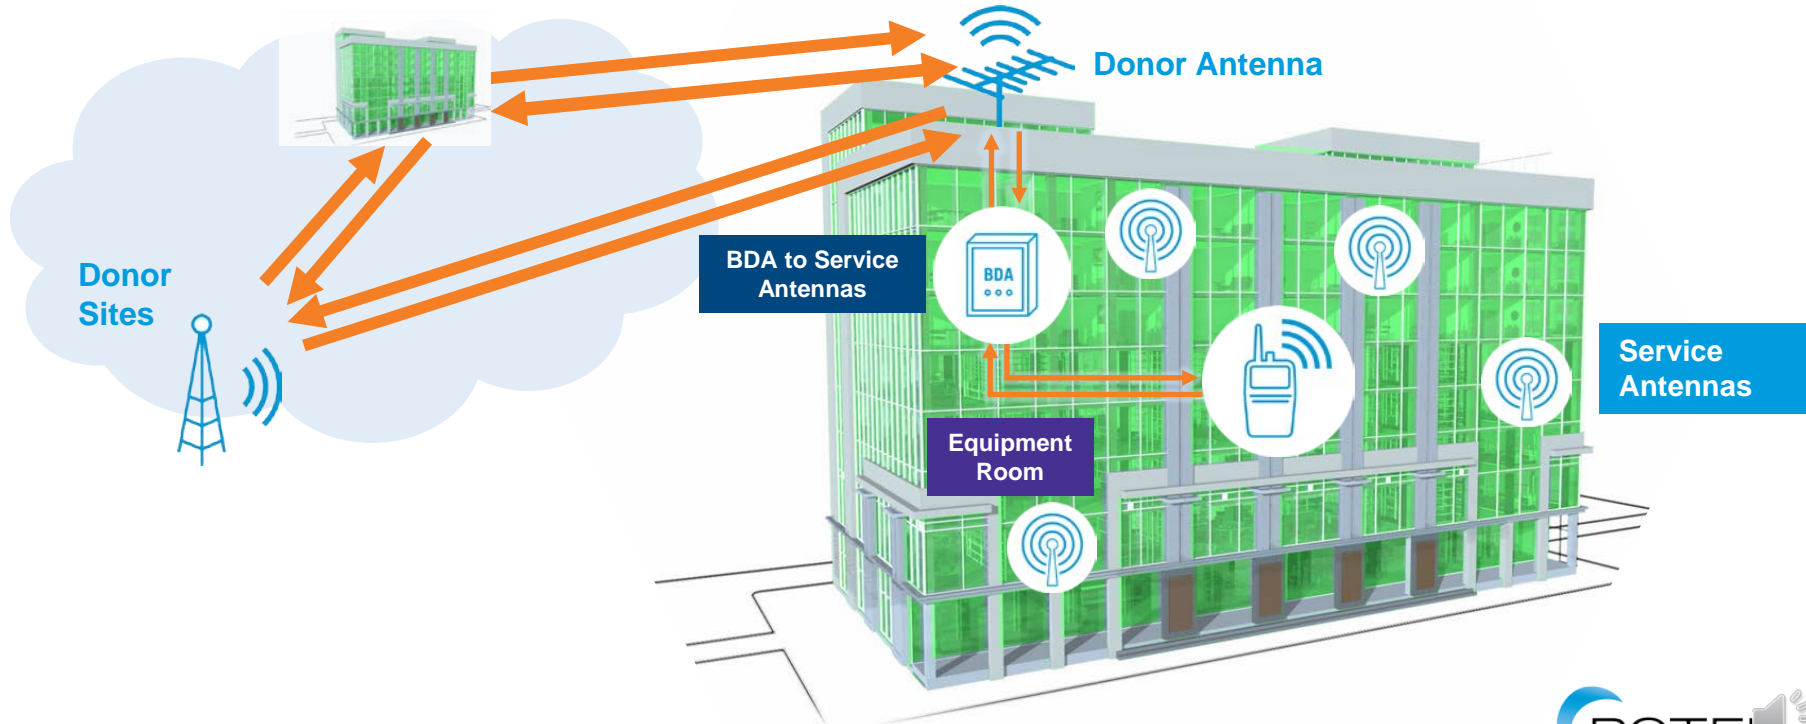 Donor Antenna
Donor
Sites
BDA to Service
Antennas
BDA
Service
Antennas
Equipment
Room